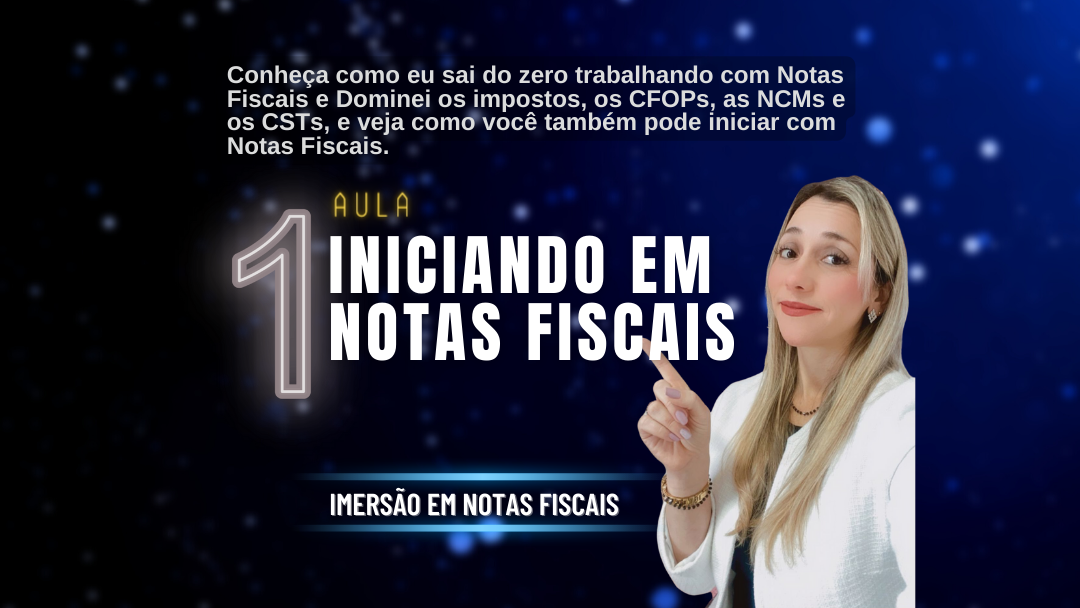 Conheça como eu sai do zero trabalhando com Notas
Fiscais e Dominei os impostos, os CFOPs, as NCMs e
os CSTs, e veja como você também pode iniciar com
Notas Fiscais.
AULA
1
INICIANDO EM
NOTAS FISCAIS
IMERSÃO EM NOTAS FISCAIS